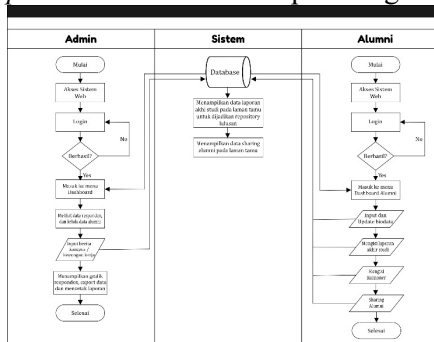 Admin
Sistem
Alumni
Mulai
Akses Sistem
Web
Login
No
Berhasil?
Yes
Masuk ke menu
Dashboard
Melihat data responden,
dan kelola data alumni
Input berita
kampus /
lowongan kerja
Menampilkan grafik
responden, export data
dan mencetak laporan
Selesai
Database
Menampilkan data laporan
akhir studi pada laman tamu
untuk dijadikan repository
lulusan
Menampilkan data sharing
alumni pada laman tamu
Mulai
Akses Sistem
Web
Login
No
Berhasil?
Yes
Masuk ke menu
Dashboard Alumni
Input dan
Update biodata
laporan
akhir studi
Mengisi
kuisioner
Sharing
Alumni
Selesai